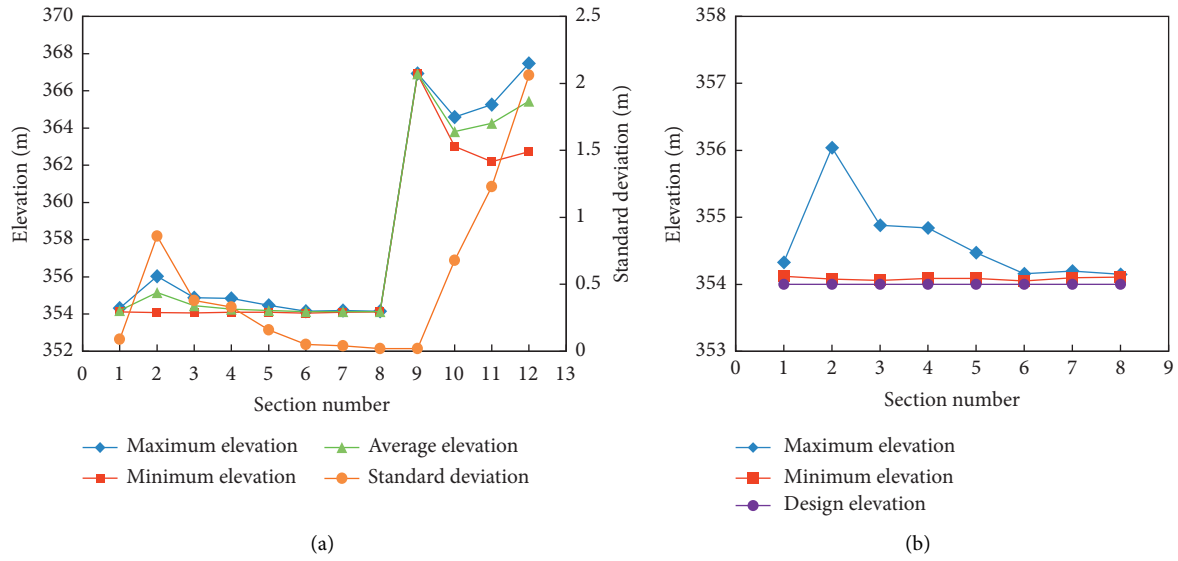 370
368
366
364
362
360
358
356
354
352
Elevation (m)
2.5
2
1.5
1
0.5
0
Standard deviation (m)
0 1 2 3 4 5 6 7 8 9 10 11 12 13
Section number
Maximum elevation
Average elevation
Minimum elevation
Standard deviation
(a)
358
357
356
355
354
353
Elevation (m)
0 1 2 3 4 5 6 7 8 9
Section number
Maximum elevation
Minimum elevation
Design elevation
(b)